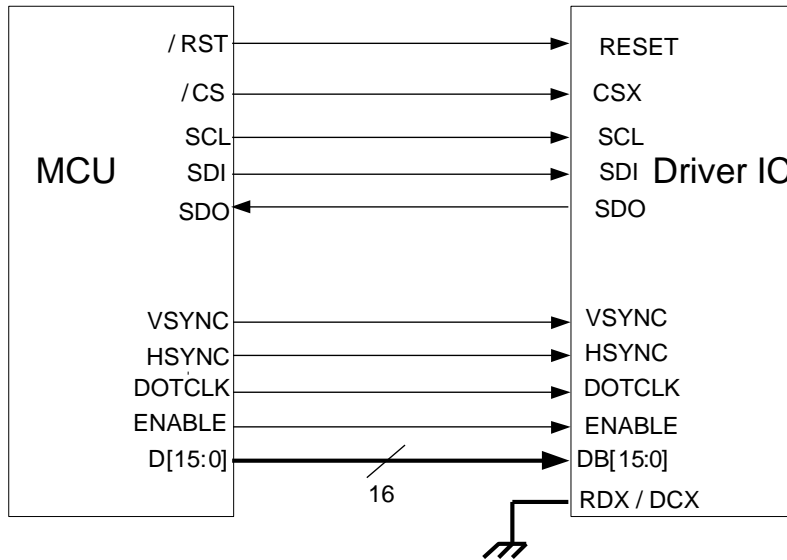 / RST RESET
/ CS CSX
SCL SCL
MCU SDI SDI Driver IC
SDO SDO
VSYNC VSYNC
HSYNC HSYNC
DOTCLK DOTCLK
ENABLE ENABLE
D[15:0] DB[15:0]
16
RDX / DCX